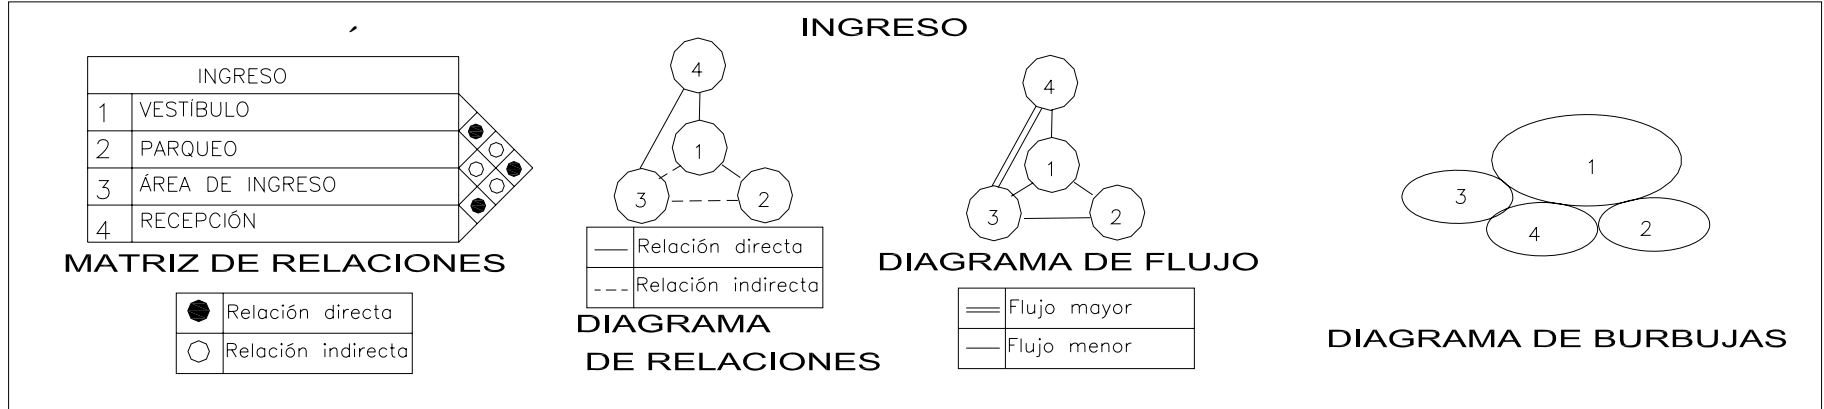 INGRESO
INGRESO
1 VESTÍBULO
2 PARQUEO
3 ÁREA DE INGRESO
4 RECEPCIÓN
MATRIZ DE RELACIONES
Relación directa
Relación indirecta
4
1
3
2
Relación directa
Relación indirecta
DIAGRAMA
DE RELACIONES
4
1
3
2
DIAGRAMA DE FLUJO
Flujo mayor
Flujo menor
1
3
4
2
DIAGRAMA DE BURBUJAS